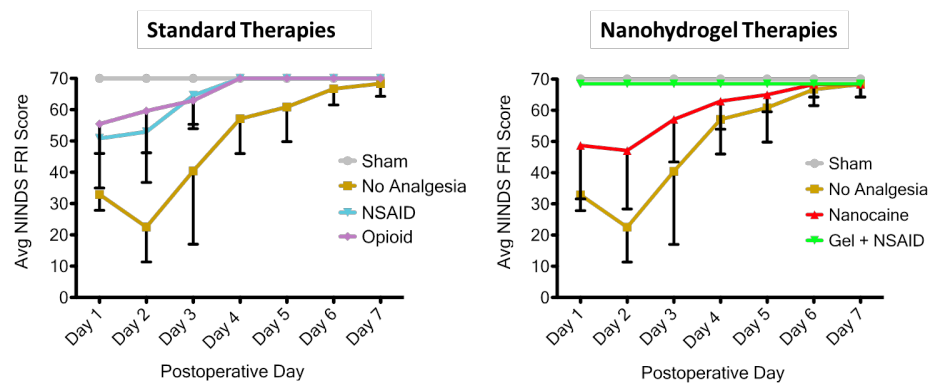 Standard Therapies
Avg NINDS FRI Score
70
60
50
40
30
20
10
0
Sham
No Analgesia
NSAID
Opioid
Day 1
Day 2
Day 3
Day 4
Day 5
Day 6
Day 7
Postoperative Day
Nanohydrogel Therapies
Avg NINDS FRI Score
70
60
50
40
30
20
10
0
Sham
No Analgesia
Nanocaine
Gel + NSAID
Day 1
Day 2
Day 3
Day 4
Day 5
Day 6
Day 7
Postoperative Day